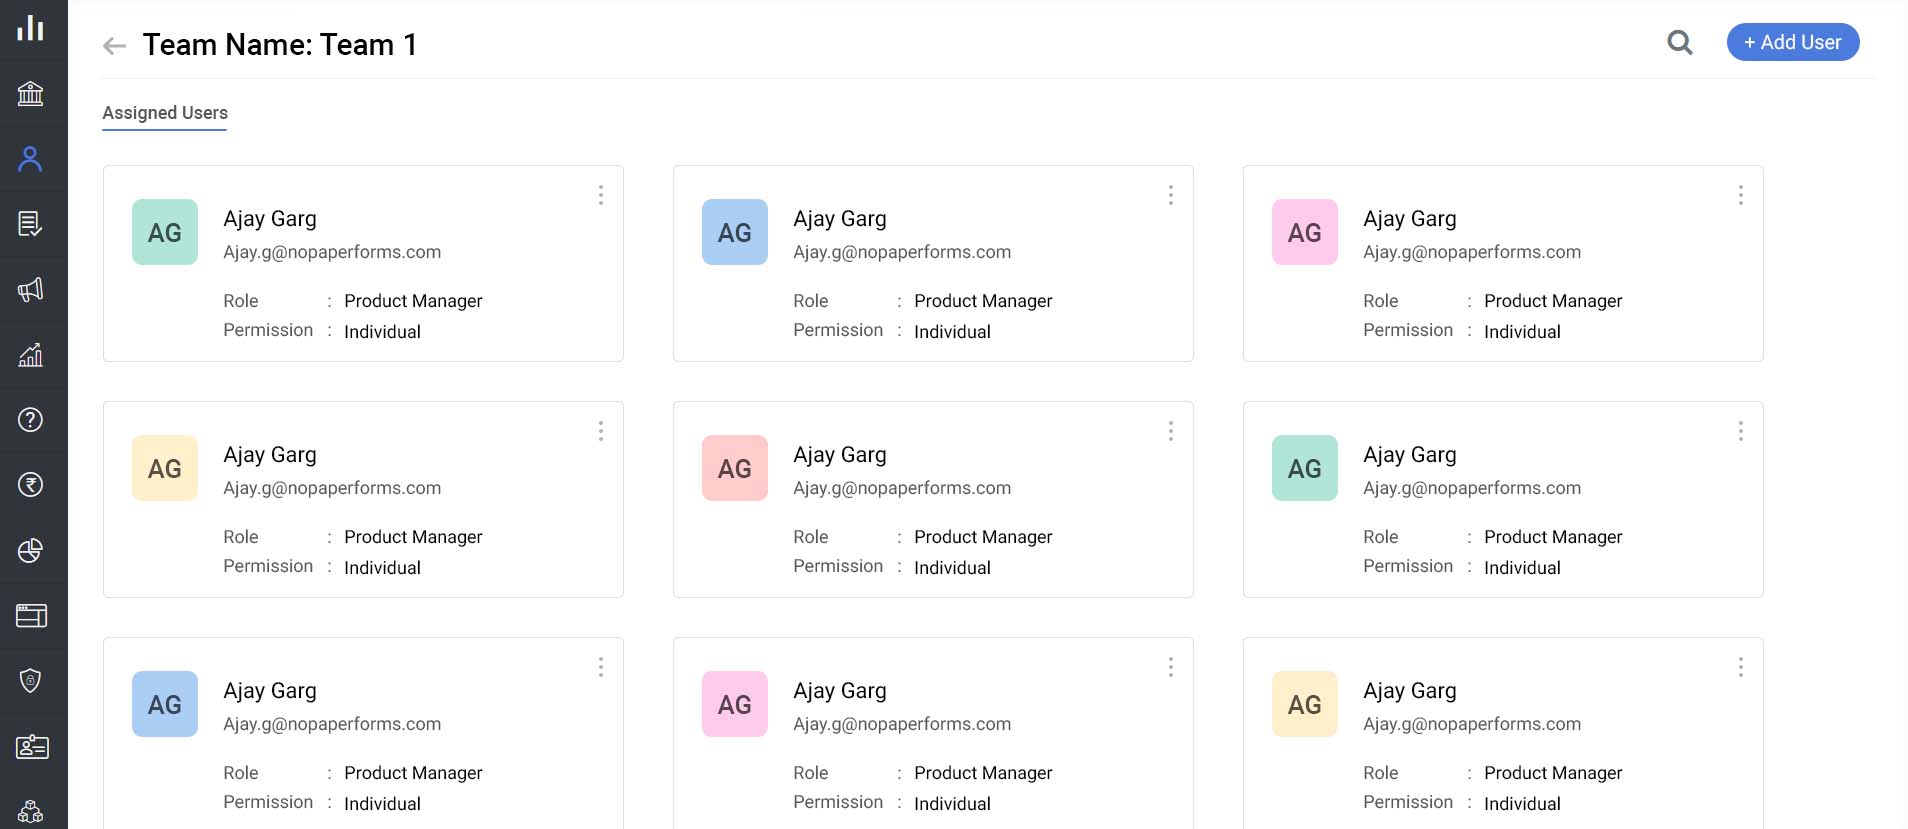 Team Name: Team 1
+ Add User
Assigned Users
AG
Ajay Garg
Ajay.g@nopaperforms.com
Role : Product Manager
Permission : Individual
AG
Ajay Garg
Ajay.g@nopaperforms.com
Role : Product Manager
Permission : Individual
AG
Ajay Garg
Ajay.g@nopaperforms.com
Role : Product Manager
Permission : Individual
AG
Ajay Garg
Ajay.g@nopaperforms.com
Role : Product Manager
Permission : Individual
AG
Ajay Garg
Ajay.g@nopaperforms.com
Role : Product Manager
Permission : Individual
AG
Ajay Garg
Ajay.g@nopaperforms.com
Role : Product Manager
Permission : Individual
AG
Ajay Garg
Ajay.g@nopaperforms.com
Role : Product Manager
Permission : Individual
AG
Ajay Garg
Ajay.g@nopaperforms.com
Role : Product Manager
Permission : Individual
AG
Ajay Garg
Ajay.g@nopaperforms.com
Role : Product Manager
Permission : Individual